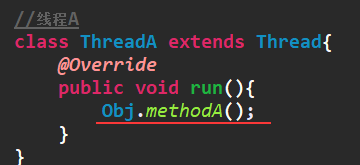 //线程A
class ThreadA extends Thread{
    @Override
    public void run(){
        Obj.methodA();
    }
}